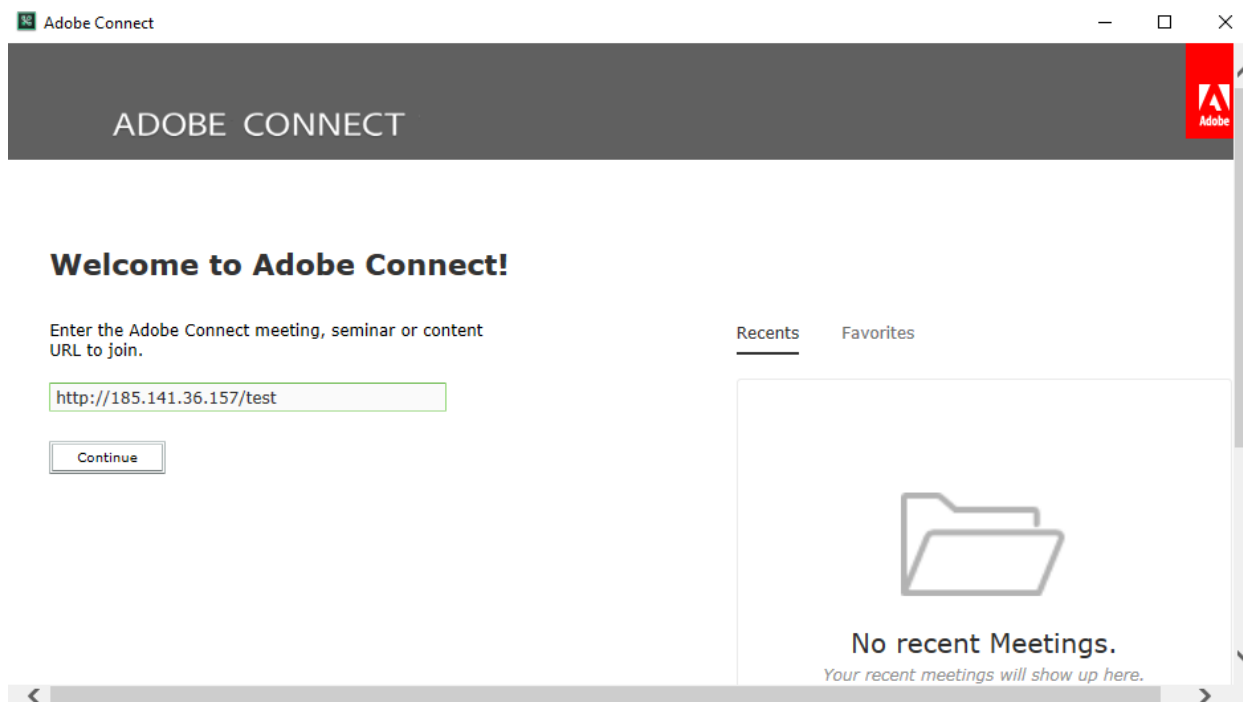 Adobe Connect
ADOBE CONNECT
Adobe
Welcome to Adobe Connect!
Enter the Adobe Connect meeting, seminar or content
URL to join.
http://185.141.36.157/test
Continue
Recents Favorites
No recent Meetings.
Your recent meetings will show up here.